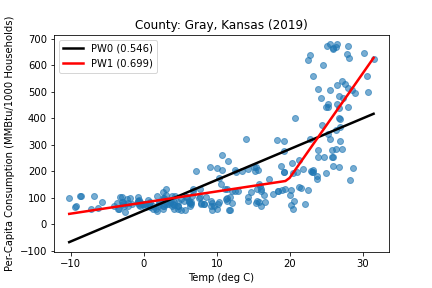 County: Gray, Kansas (2019)
PW0 (0.546)
PW1 (0.699)
Per-Capita Consumption (MMBtu/1000 Households)
700
600
500
400
300
200
100
0
−100
−10
0
10
20
30
Temp (deg C)